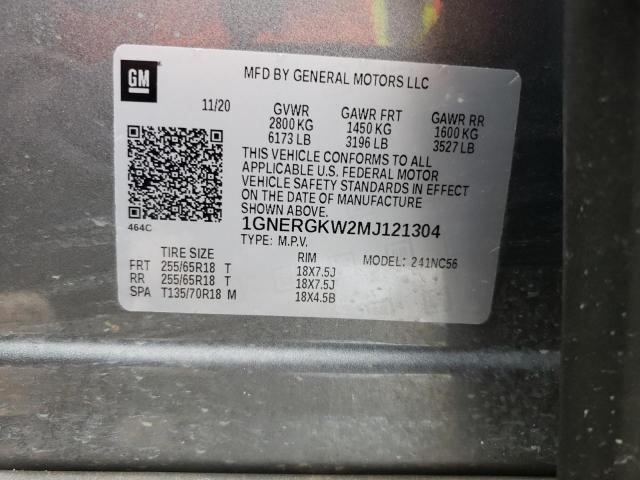 GM
MFD BY GENERAL MOTORS LLC
11/20 GVWR GAWR FRT GAWR RR
2800 KG 1450 KG 1600 KG
6173 LB 3196 LB 3527 LB
THIS VEHICLE CONFORMS TO ALL
APPLICABLE U.S. FEDERAL MOTOR
VEHICLE SAFETY STANDARDS IN EFFECT
ON THE DATE OF MANUFACTURE
SHOWN ABOVE.
464C
1GNERGKW2MJ121304
TYPE: M.P.V.
TIRE SIZE RIM MODEL: 241NC56
FRT 255/65R18 T 18X7.5J
RR 255/65R18 T 18X7.5J
SPA T135/70R18 M 18X4.5B